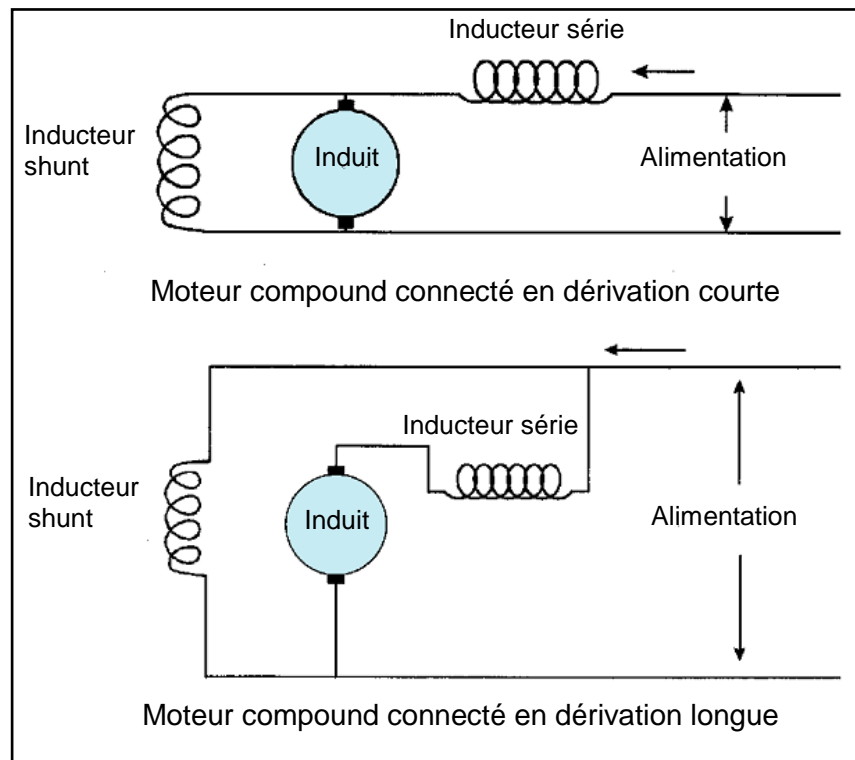 Inducteur série
Inducteur
shunt
Induit
Alimentation
Moteur compound connecté en dérivation courte
Inducteur série
Inducteur
shunt
Induit
Alimentation
Moteur compound connecté en dérivation longue